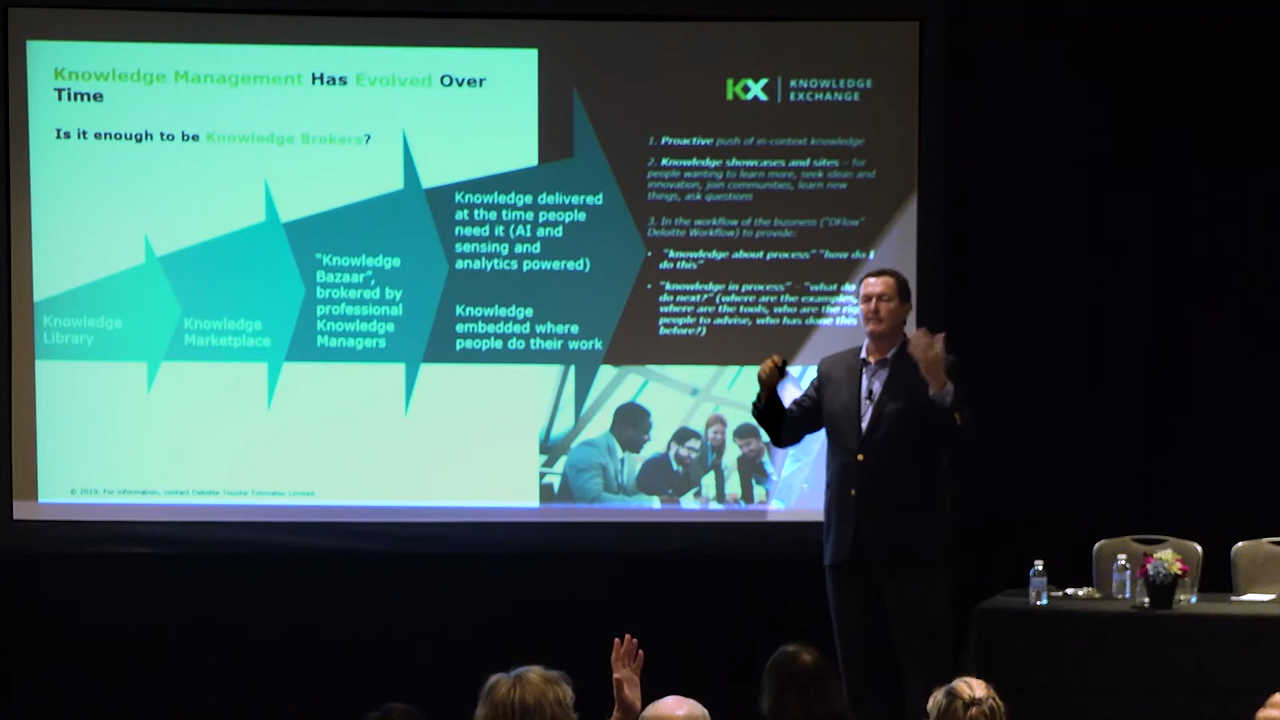 Knowledge Management Has Evolved Over
Time
Is it enough to be Knowledge Brokers?
Knowledge
Library
Knowledge
Marketplace
"Knowledge
Bazaar",
brokered by
professional
Knowledge
Managers
Knowledge delivered
at the time people
need it (AI and
sensing and
analytics powered)
Knowledge
embedded where
people do their work
KX KNOWLEDGE
EXCHANGE
1. Proactive push of in-context knowledge
2. Knowledge showcases and sites – for
people wanting to learn more, seek ideas and
innovation, join communities, learn new
things, ask questions
3. In the workflow of the business ("DFlow"
Deloitte Workflow) to provide:
• "knowledge about process" "how do I
do this"
• "knowledge in process" – "what do
do next?" (where are the examples,
where are the tools, who are the
people to advise, who has done this
before?)
© 2019. For information, contact Deloitte Touche Tohmatsu Limited